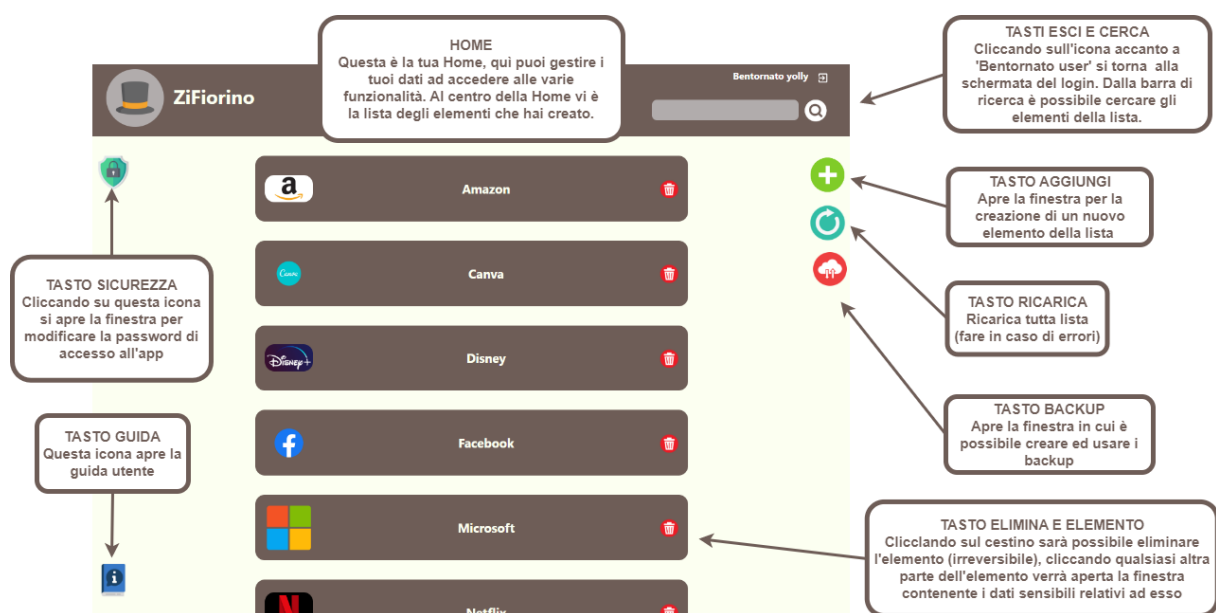 HOME
Questa è la tua Home, qui puoi gestire i
tuoi dati ad accedere alle varie
funzionalità. Al centro della Home vi è
la lista degli elementi che hai creato.
TASTI ESCI E CERCA
Cliccando sull'icona accanto a
'Bentornato user' si torna alla
schermata del login. Dalla barra di
ricerca è possibile cercare gli
elementi della lista.
ZiFiorino
Bentornato yolly
a
Amazon
TASTO AGGIUNGI
Apre la finestra per la
creazione di un nuovo
elemento della lista
TASTO SICUREZZA
Cliccando su questa icona
si apre la finestra per
modificare la password di
accesso all'app
Canva
Canva
TASTO RICARICA
Ricarica tutta lista
(fare in caso di errori)
Disney+
Disney
TASTO BACKUP
Apre la finestra in cui è
possibile creare ed usare i
backup
TASTO GUIDA
Questa icona apre la
guida utente
f
Facebook
Microsoft
TASTO ELIMINA E ELEMENTO
Clicclando sul cestino sarà possibile eliminare
l'elemento (irreversibile), cliccando qualsiasi altra
parte dell'elemento verrà aperta la finestra
contenente i dati sensibili relativi ad esso
i
N
Netflix